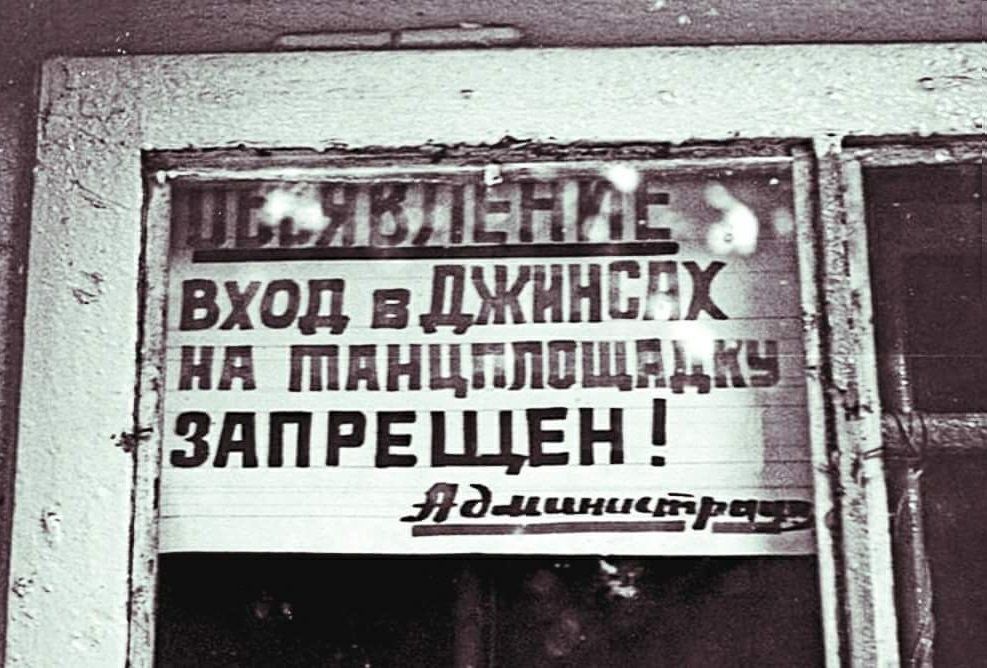 ОБЪЯВЛЕНИЕ
ВХОД в ДЖИНСАХ
НА ТАНЦПЛОЩАДКУ
ЗАПРЕЩЕН!